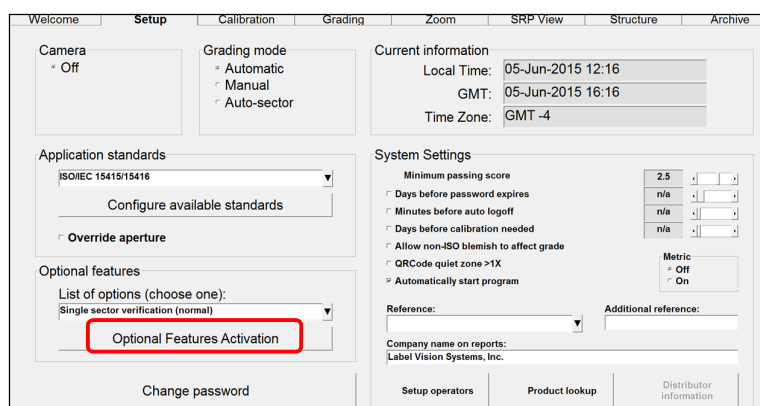 Welcome Setup Calibration Grading Zoom SRP View Structure Archive
Camera
Off
Grading mode
Automatic
Manual
Auto-sector
Current information
Local Time: 05-Jun-2015 12:16
GMT: 05-Jun-2015 16:16
Time Zone: GMT -4
Application standards
ISO/IEC 15415/15416
Configure available standards
Override aperture
Optional features
List of options (choose one):
Single sector verification (normal)
Optional Features Activation
Change password
System Settings
Minimum passing score 2.5
Days before password expires n/a
Minutes before auto logoff n/a
Days before calibration needed n/a
Allow non-ISO blemish to affect grade
QRCode quiet zone >1X
Automatically start program
Metric
Off
On
Reference: Additional reference:
Company name on reports:
Label Vision Systems, Inc.
Setup operators Product lookup Distributor information